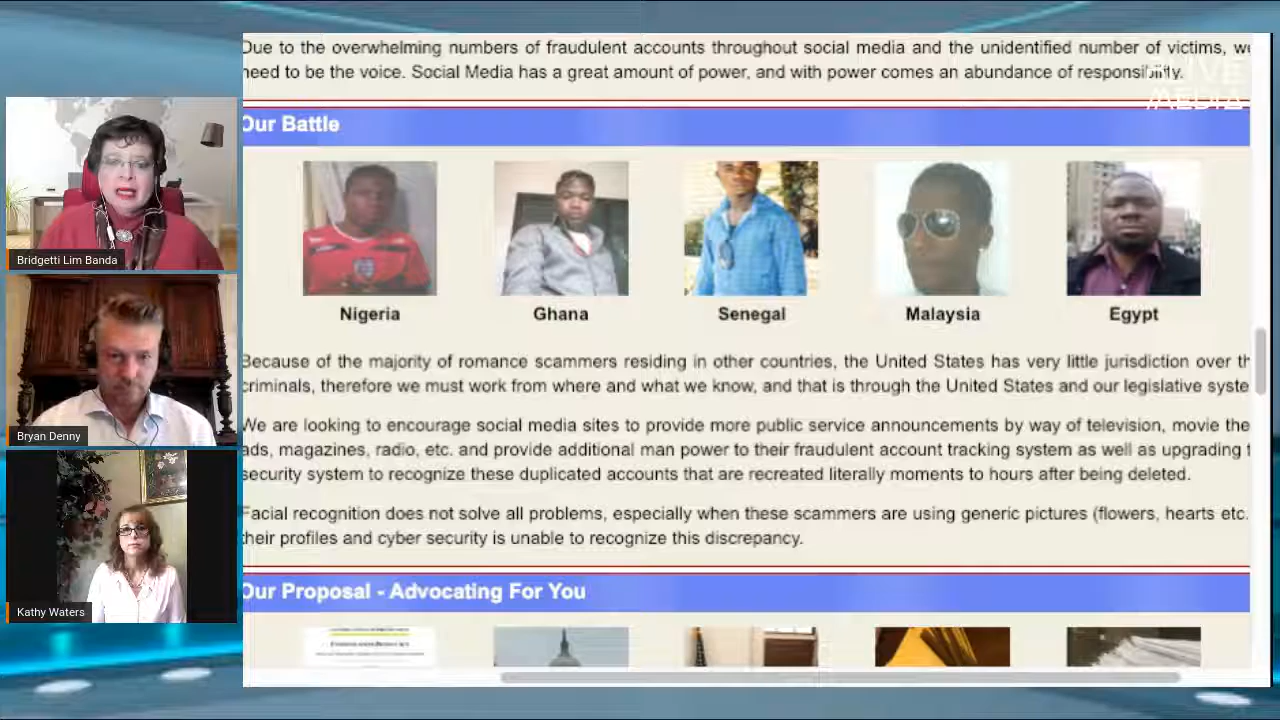 Due to the overwhelming numbers of fraudulent accounts throughout social media and the unidentified number of victims, we
need to be the voice. Social Media has a great amount of power, and with power comes an abundance of responsibility.
LIVE
MEDIA
Our Battle
Nigeria
Ghana
Senegal
Malaysia
Egypt
Because of the majority of romance scammers residing in other countries, the United States has very little jurisdiction over th
criminals, therefore we must work from where and what we know, and that is through the United States and our legislative syste
We are looking to encourage social media sites to provide more public service announcements by way of television, movie the
ads, magazines, radio, etc. and provide additional man power to their fraudulent account tracking system as well as upgrading t
security system to recognize these duplicated accounts that are recreated literally moments to hours after being deleted.
Facial recognition does not solve all problems, especially when these scammers are using generic pictures (flowers, hearts etc.
their profiles and cyber security is unable to recognize this discrepancy.
Our Proposal - Advocating For You
Bridgetti Lim Banda
Bryan Denny
Kathy Waters